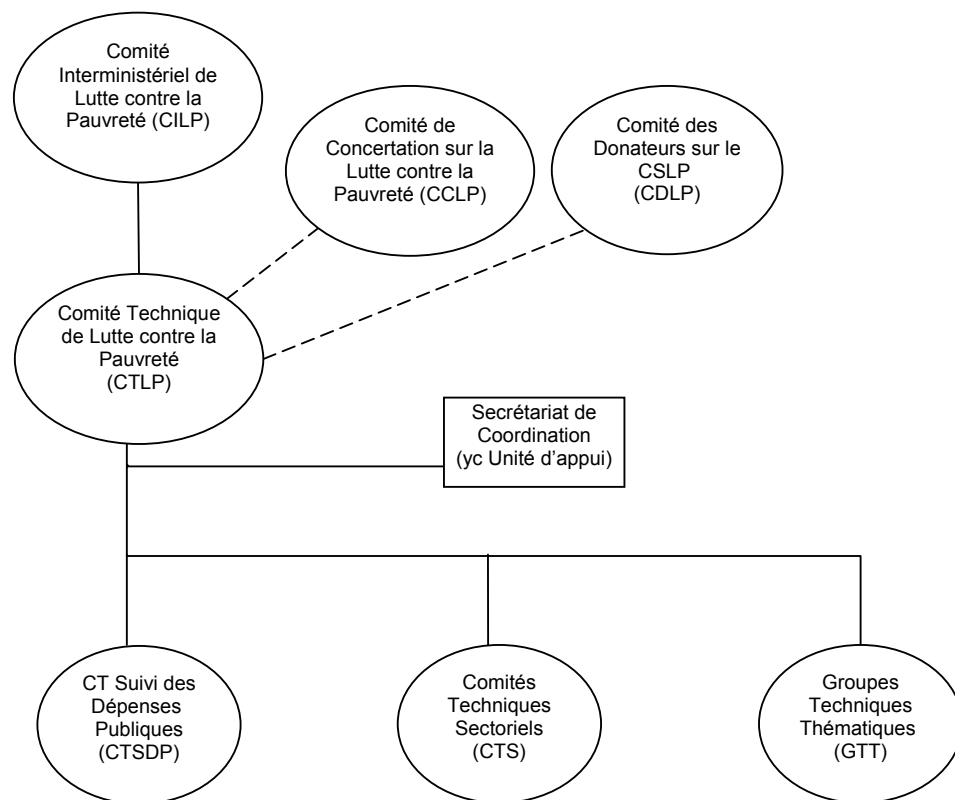 Comité
Interministériel de
Lutte contre la
Pauvreté (CILP)
Comité de
Concertation sur la
Lutte contre la
Pauvreté (CCLP)
Comité des
Donateurs sur le
CSLP
(CDLP)
Comité Technique
de Lutte contre la
Pauvreté
(CTLP)
Secrétariat de
Coordination
(yc Unité d’appui)
CT Suivi des
Dépenses
Publiques
(CTSDP)
Comités
Techniques
Sectoriels
(CTS)
Groupes
Techniques
Thématiques
(GTT)